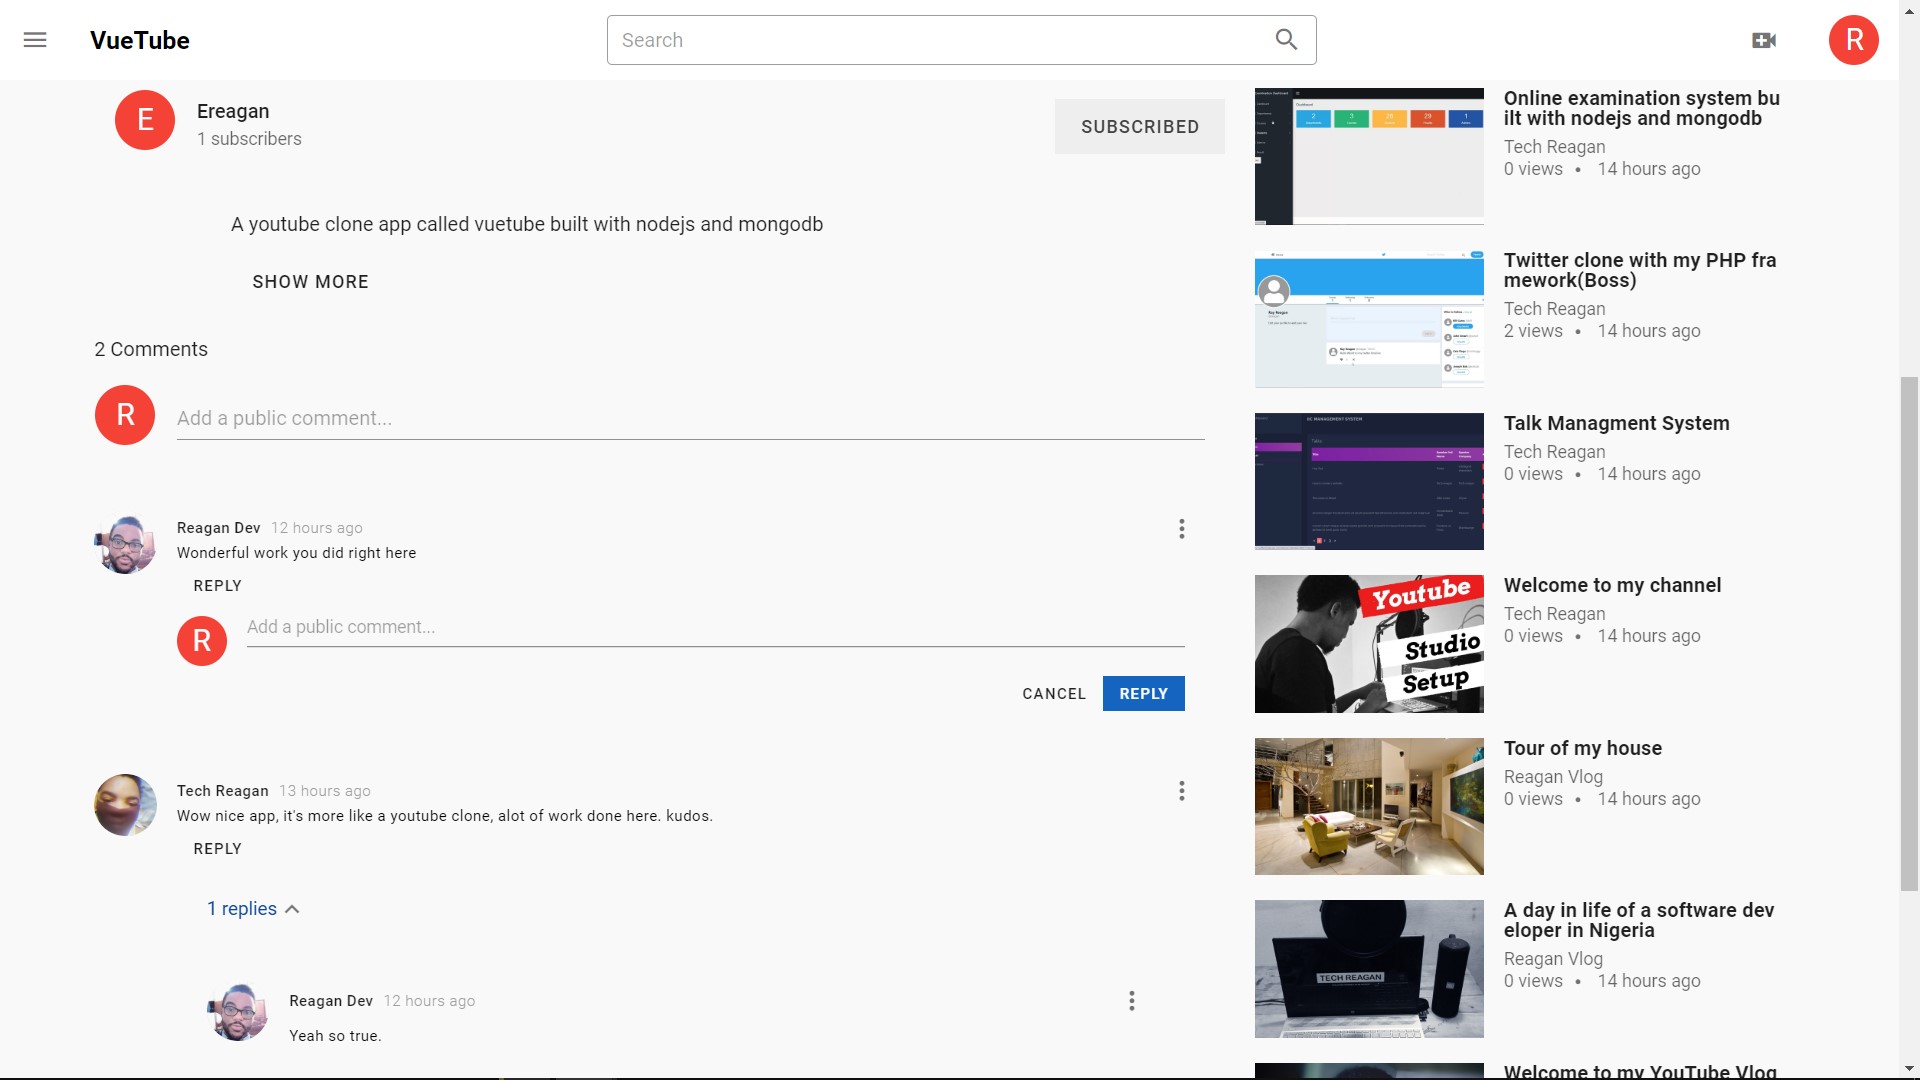 VueTube
Search
R
E
Ereagan
1 subscribers
SUBSCRIBED
A youtube clone app called vuetube built with nodejs and mongodb
SHOW MORE
2 Comments
R
Add a public comment...
Reagan Dev 12 hours ago
Wonderful work you did right here
REPLY
R
Add a public comment...
CANCEL
REPLY
Tech Reagan 13 hours ago
Wow nice app, it's more like a youtube clone, alot of work done here. kudos.
REPLY
1 replies
Reagan Dev 12 hours ago
Yeah so true.
Online examination system bu
ilt with nodejs and mongodb
Tech Reagan
0 views • 14 hours ago
Twitter clone with my PHP fra
mework(Boss)
Tech Reagan
2 views • 14 hours ago
Talk Managment System
Tech Reagan
0 views • 14 hours ago
Youtube
Studio
Setup
Welcome to my channel
Tech Reagan
0 views • 14 hours ago
Tour of my house
Reagan Vlog
0 views • 14 hours ago
TECH REAGAN
A day in life of a software dev
eloper in Nigeria
Reagan Vlog
0 views • 14 hours ago
Welcome to my YouTube Vlog